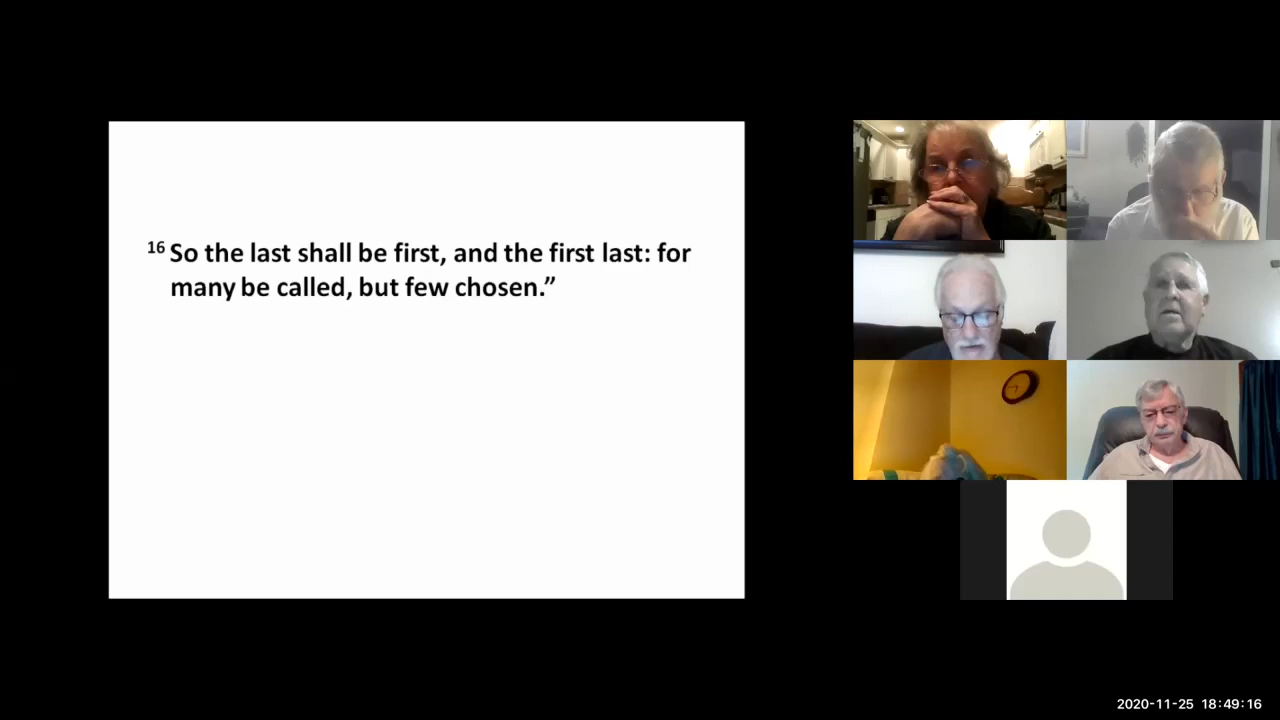 16 So the last shall be first, and the first last: for
many be called, but few chosen.”
2020-11-25 18:49:16